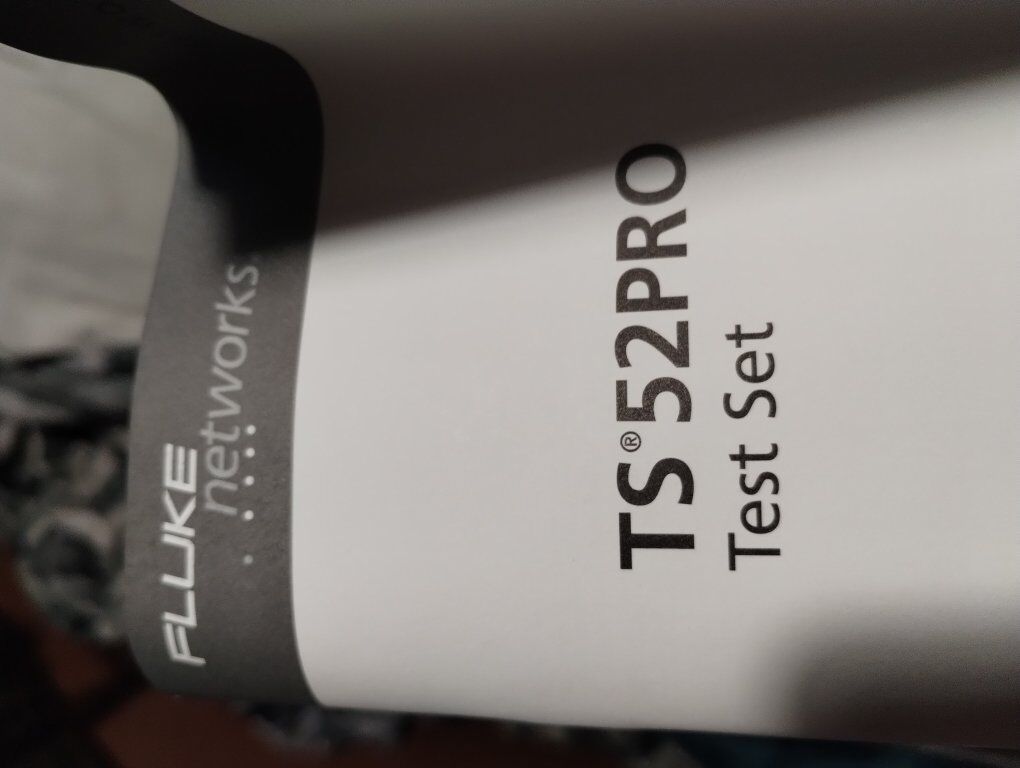 FLUKE
networks.
TS®52PRO
Test Set